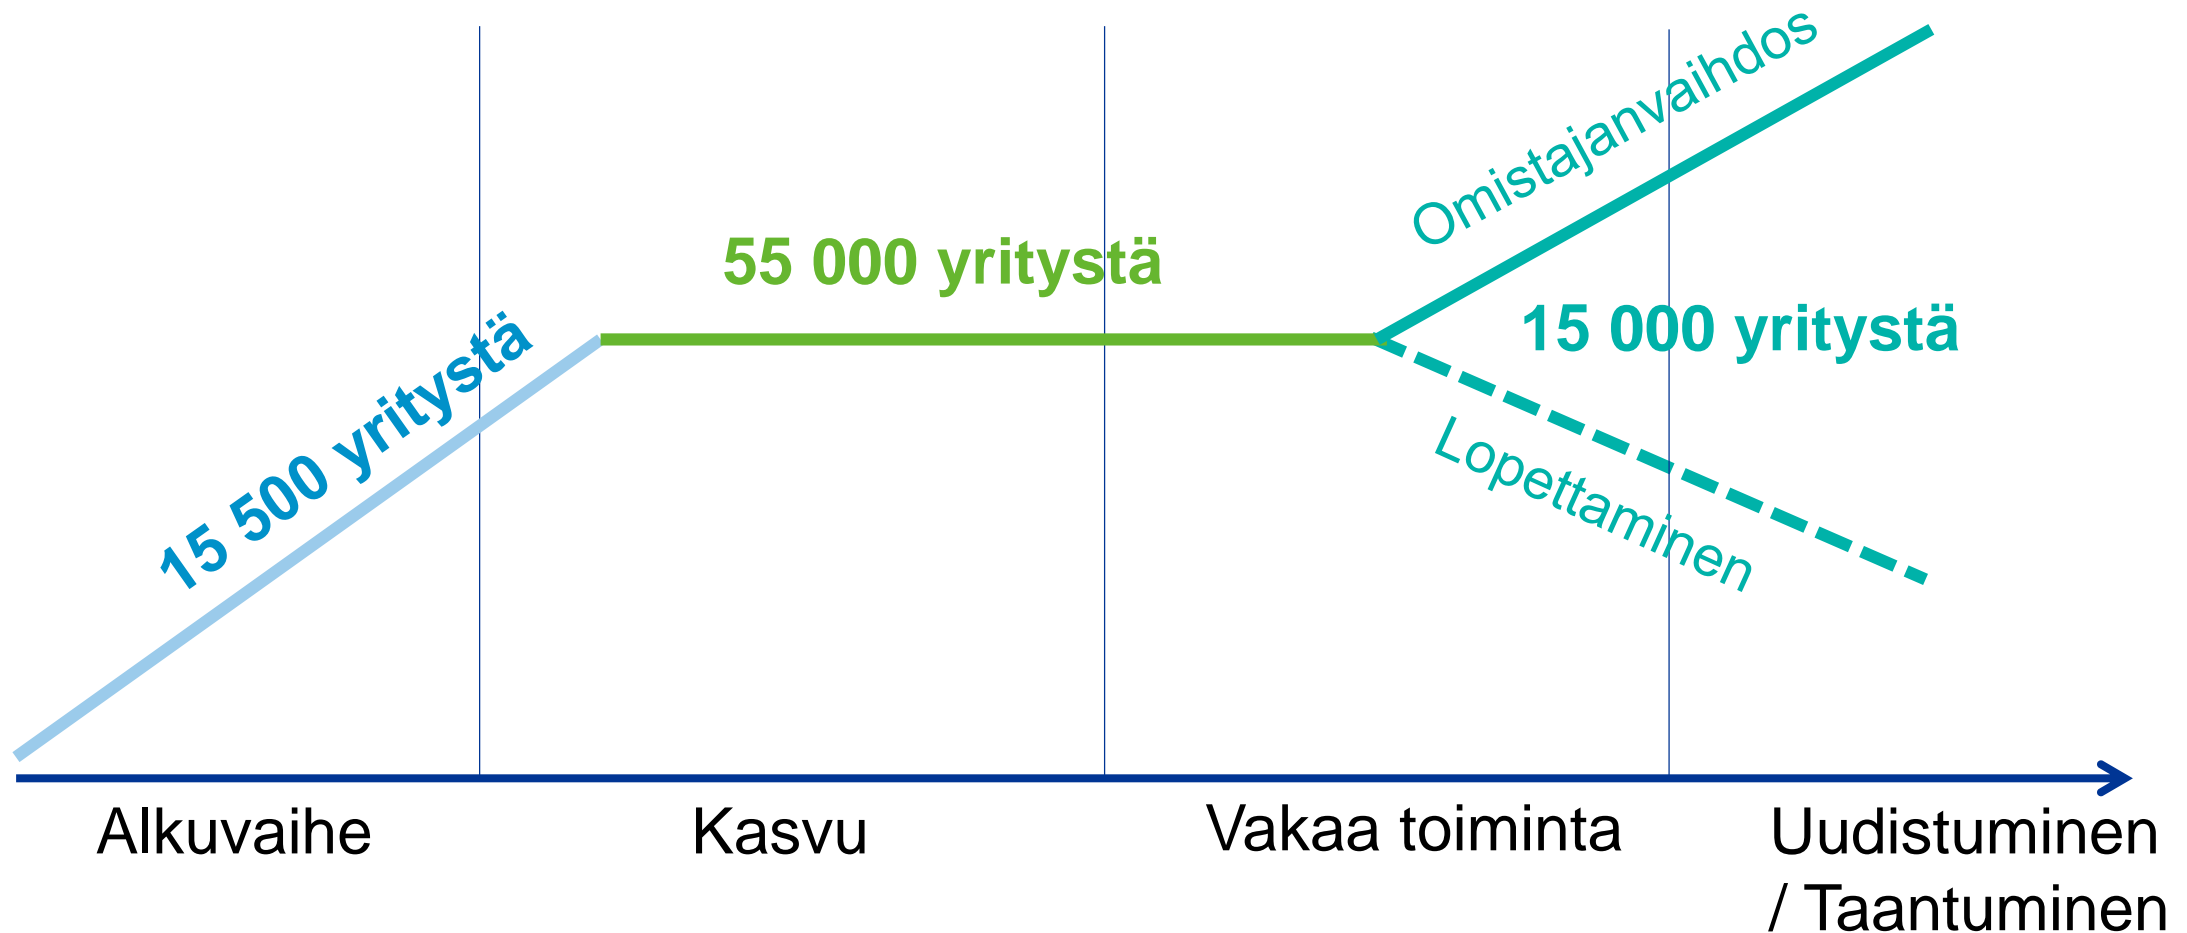 Omistajanvaihdos
55 000 yritystä
15 000 yritystä
15 500 yritystä
Lopettaminen
Alkuvaihe
Kasvu
Vakaa toiminta
Uudistuminen
/ Taantuminen